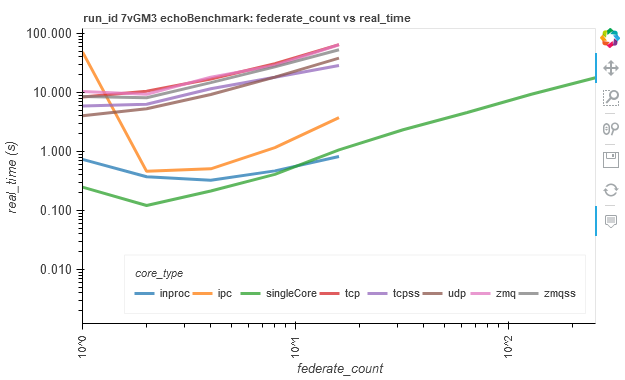 run_id 7vGM3 echoBenchmark: federate_count vs real_time
100.000
10.000
1.000
0.100
0.010
real_time (s)
core_type
inproc ipc singleCore tcp tcpss udp zmq zmqss
10^0 10^1 10^2
federate_count